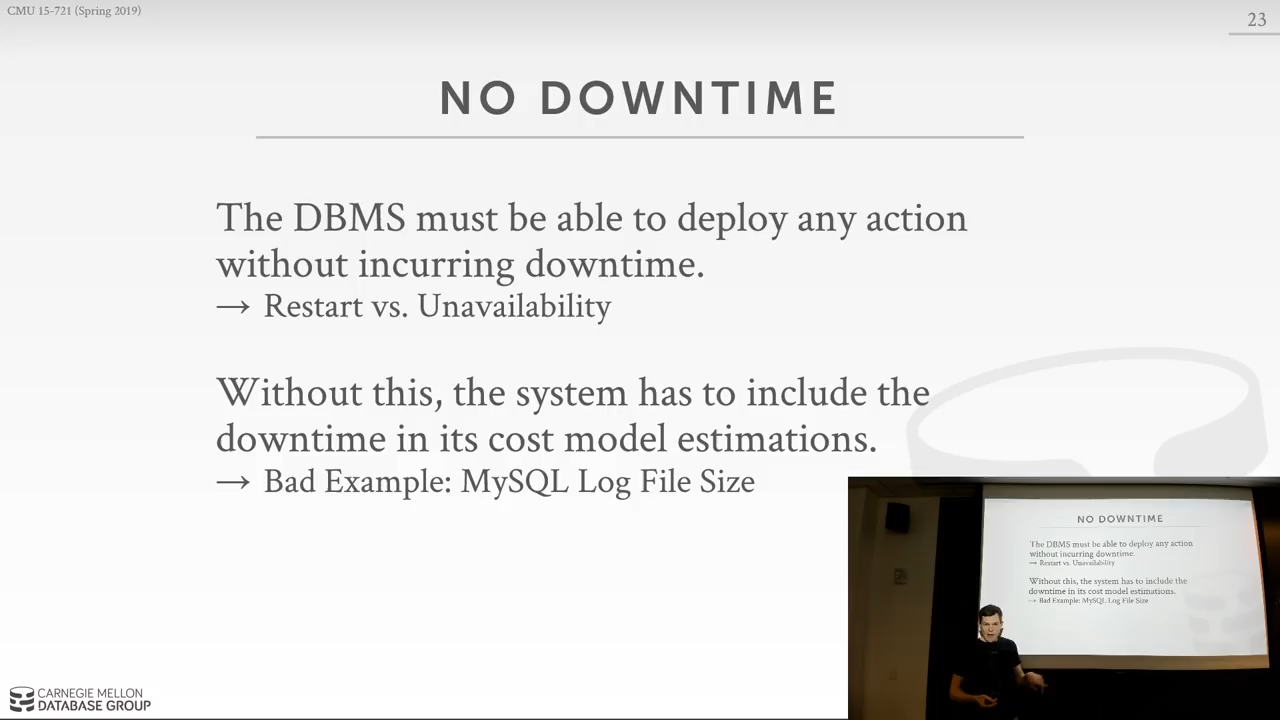 CMU 15-721 (Spring 2019)
23
NO DOWNTIME
The DBMS must be able to deploy any action
without incurring downtime.
→ Restart vs. Unavailability
Without this, the system has to include the
downtime in its cost model estimations.
→ Bad Example: MySQL Log File Size
NO DOWNTIME
The DBMS must be able to deploy any action
without incurring downtime.
→ Restart vs. Unavailability
Without this, the system has to include the
downtime in its cost model estimations.
→ Bad Example: MySQL Log File Size
CARNEGIE MELLON
DATABASE GROUP